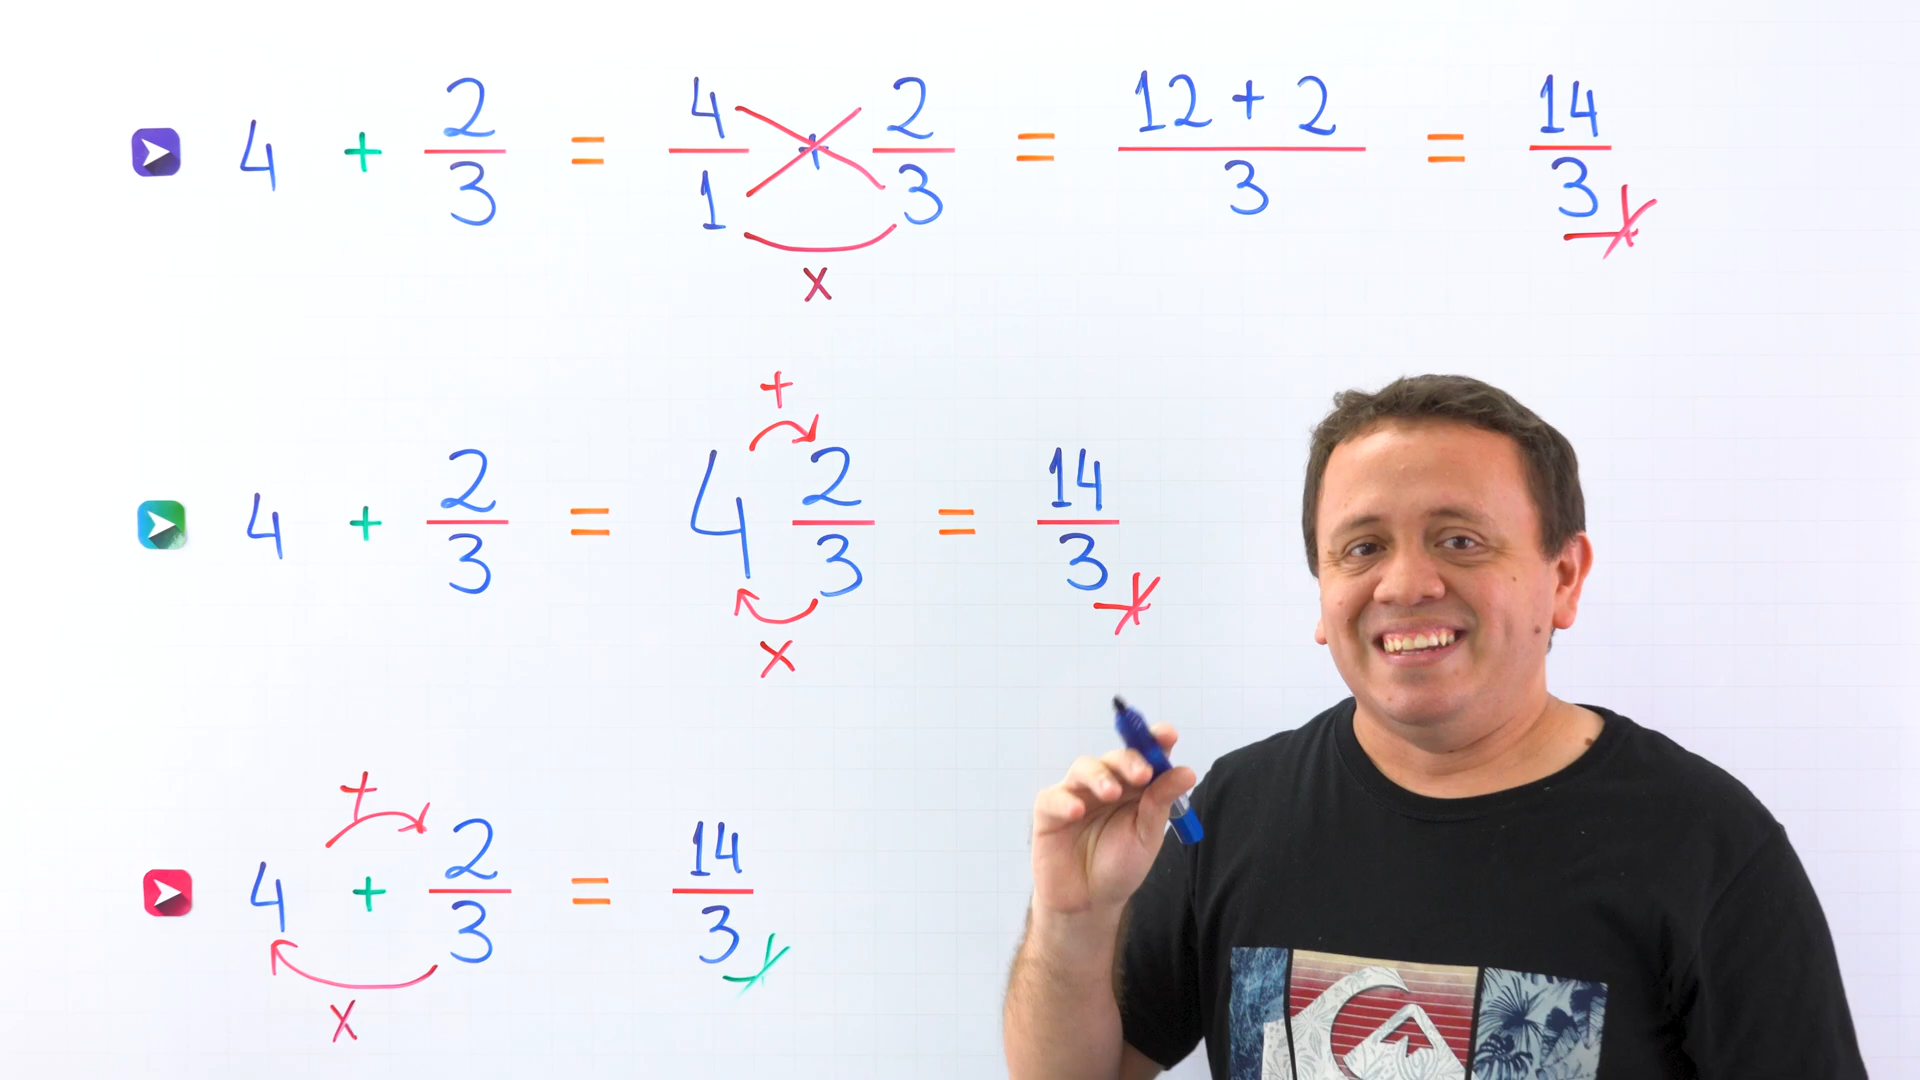 4 + 2/3 = 4/1 + 2/3 = 12 + 2/3 = 14/3
x
+
4 + 2/3 = 4 2/3 = 14/3
x
+
4 + 2/3 = 14/3
x